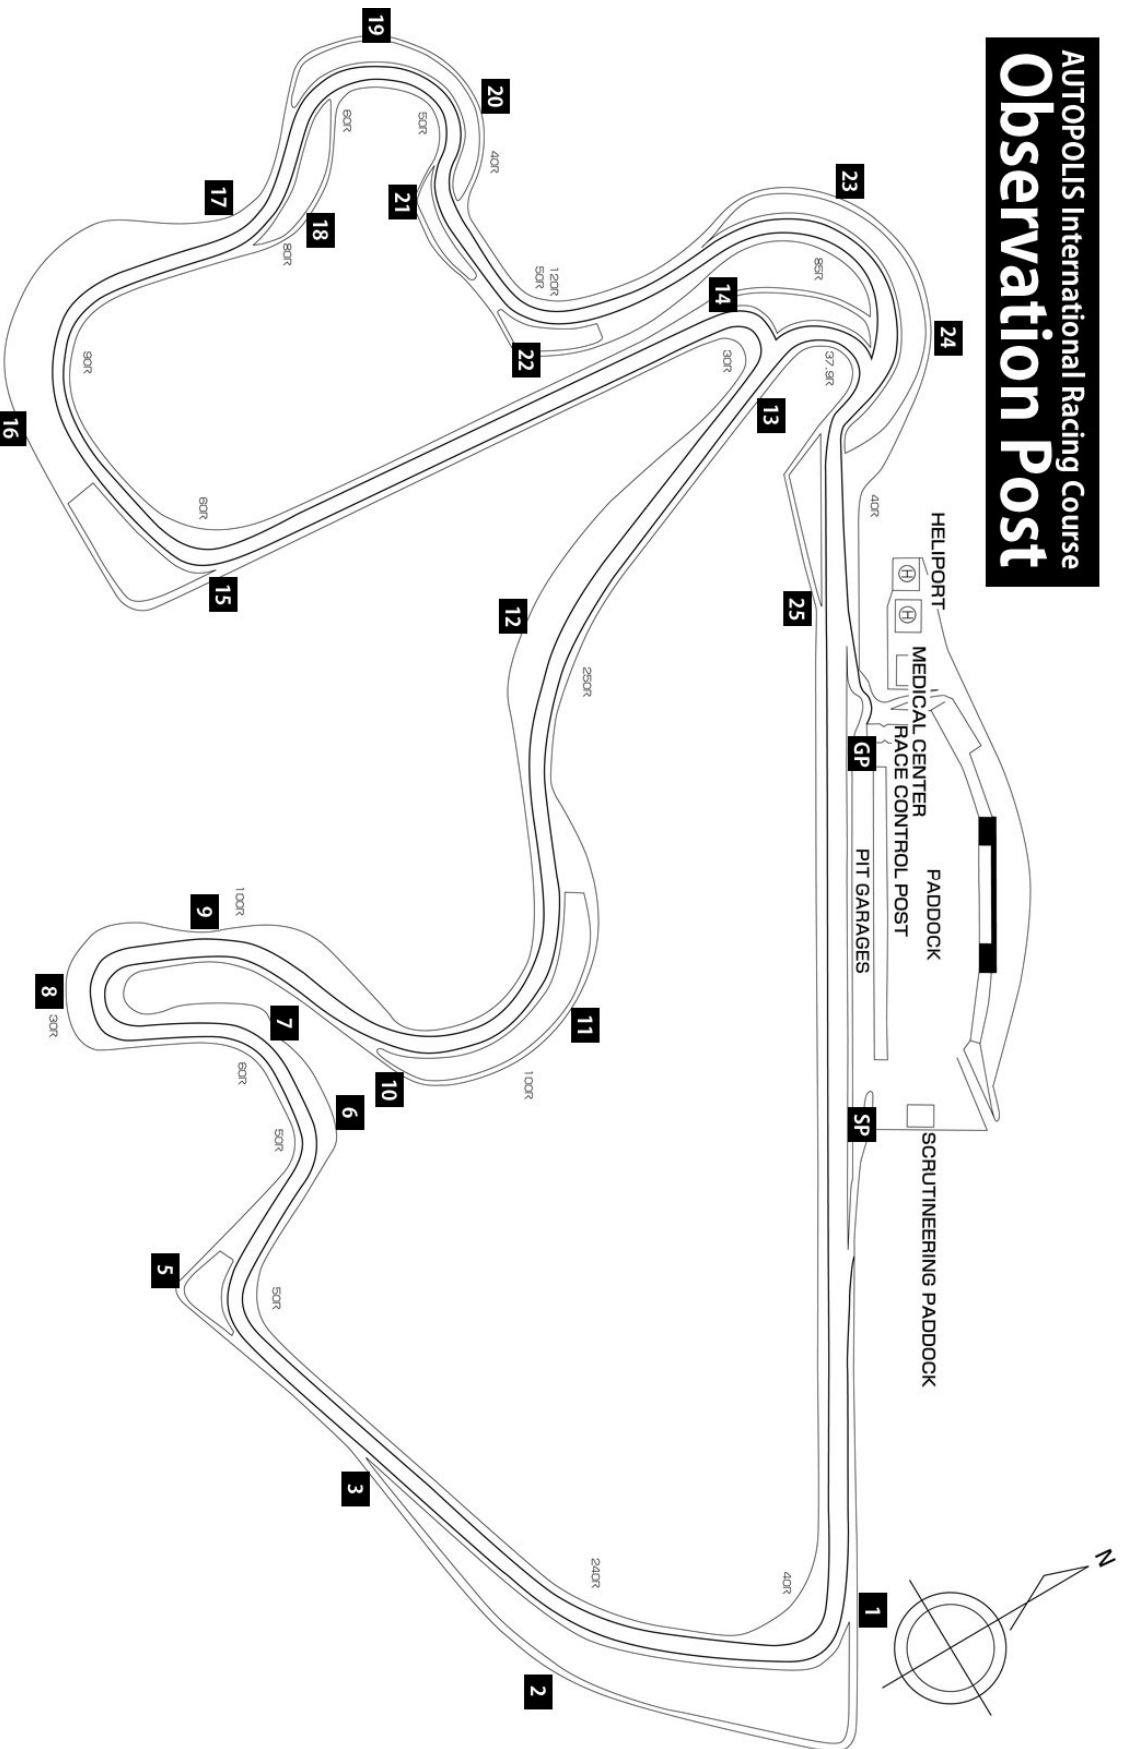 AUTOPOLIS International Racing Course
Observation Post
HELIPORT
H
H
MEDICAL CENTER
RACE CONTROL POST
PADDOCK
PIT GARAGES
SCRUTINEERING PADDOCK
GP
SP
N
1
40R
2
240R
3
5
50R
6
50R
7
60R
8
30R
9
100R
10
11
100R
12
250R
13
14
30R
37.9R
15
60R
16
90R
17
18
80R
19
60R
20
50R
40R
21
22
120R
50R
23
85R
24
40R
25